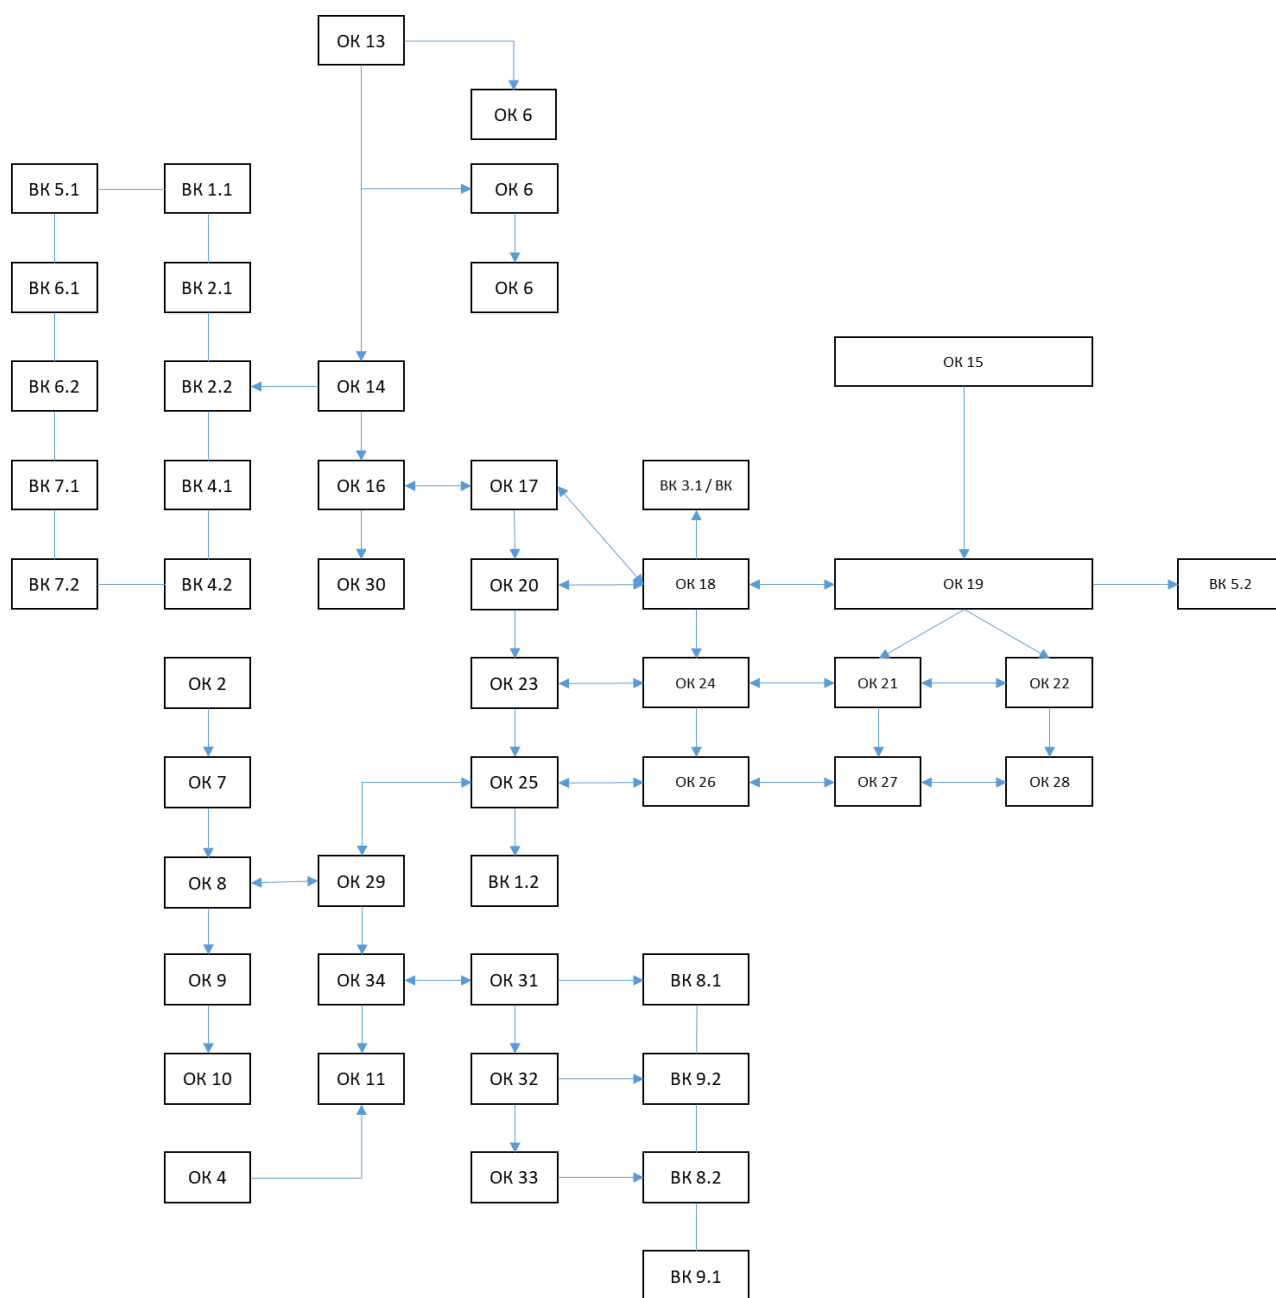 ОК 13
ОК 6
ВК 5.1
ВК 1.1
ОК 6
ВК 6.1
ВК 2.1
ОК 6
ОК 15
ВК 6.2
ВК 2.2
ОК 14
ВК 7.1
ВК 4.1
ОК 16
ОК 17
ВК 3.1 / ВК
ВК 7.2
ВК 4.2
ОК 30
ОК 20
ОК 18
ОК 19
ВК 5.2
ОК 2
ОК 23
ОК 24
ОК 21
ОК 22
ОК 7
ОК 25
ОК 26
ОК 27
ОК 28
ОК 8
ОК 29
ВК 1.2
ОК 9
ОК 34
ОК 31
ВК 8.1
ОК 10
ОК 11
ОК 32
ВК 9.2
ОК 4
ОК 33
ВК 8.2
ВК 9.1